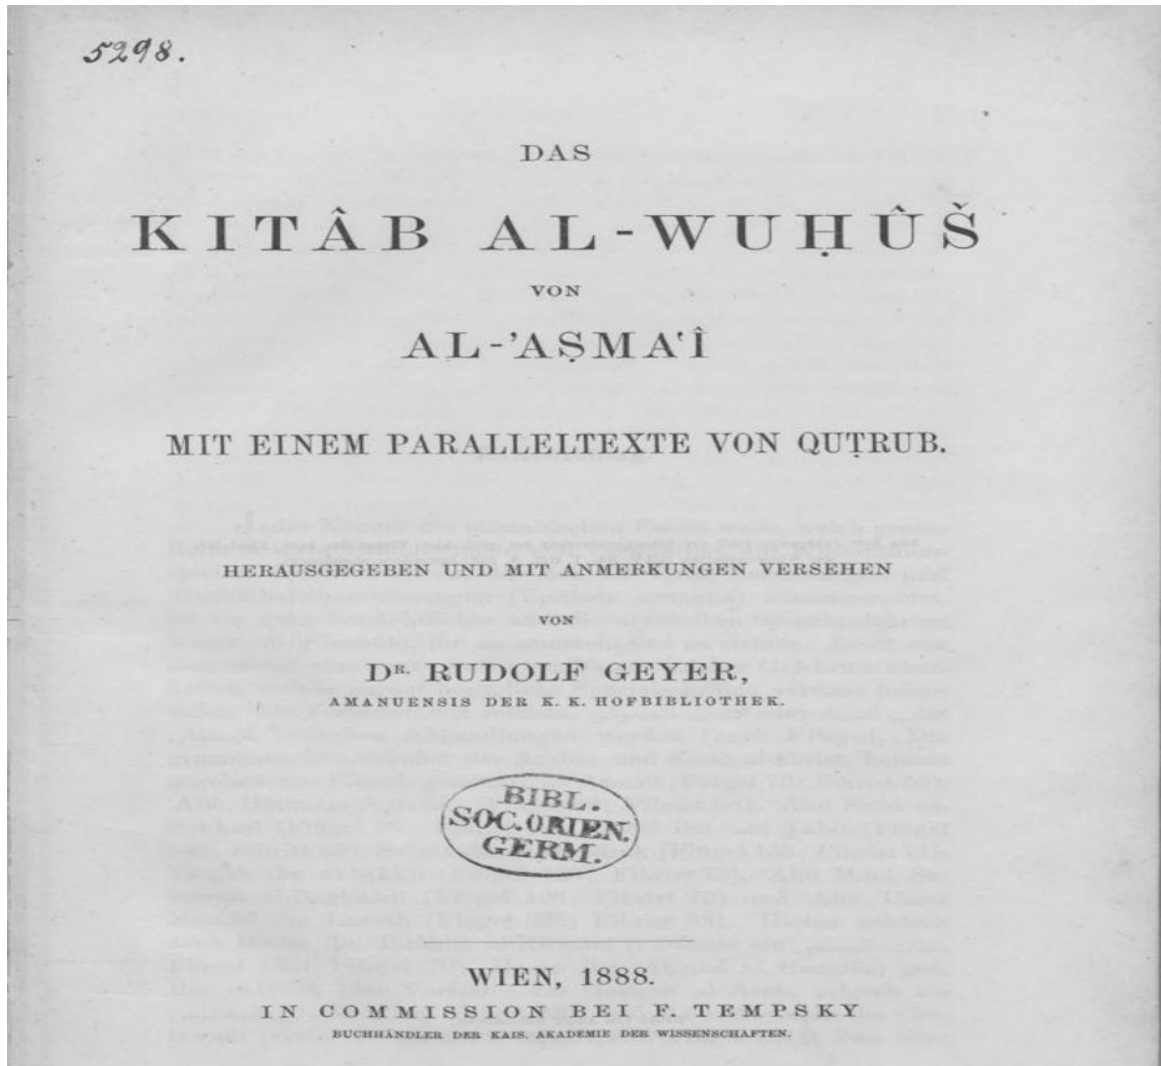 5298.
DAS
KITÂB AL-WUḤÛŠ
VON
AL-’AṢMA‘Î
MIT EINEM PARALLELTEXTE VON QUṬRUB.
HERAUSGEGEBEN UND MIT ANMERKUNGEN VERSEHEN
VON
DR. RUDOLF GEYER,
AMANUENSIS DER K. K. HOFBIBLIOTHEK.
BIBL.
SOC. ORIEN.
GERM.
WIEN, 1888.
IN COMMISSION BEI F. TEMPSKY
BUCHHÄNDLER DER KAIS. AKADEMIE DER WISSENSCHAFTEN.